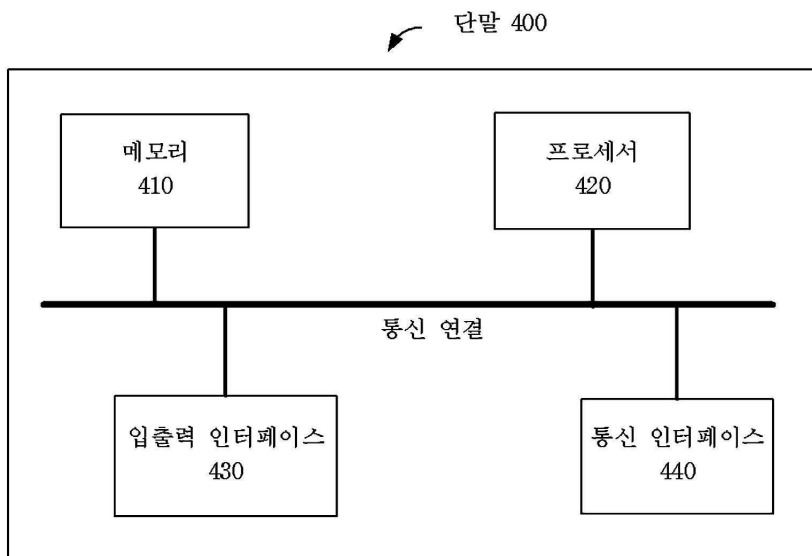 단말 400
메모리
410
프로세서
420
통신 연결
입출력 인터페이스
430
통신 인터페이스
440